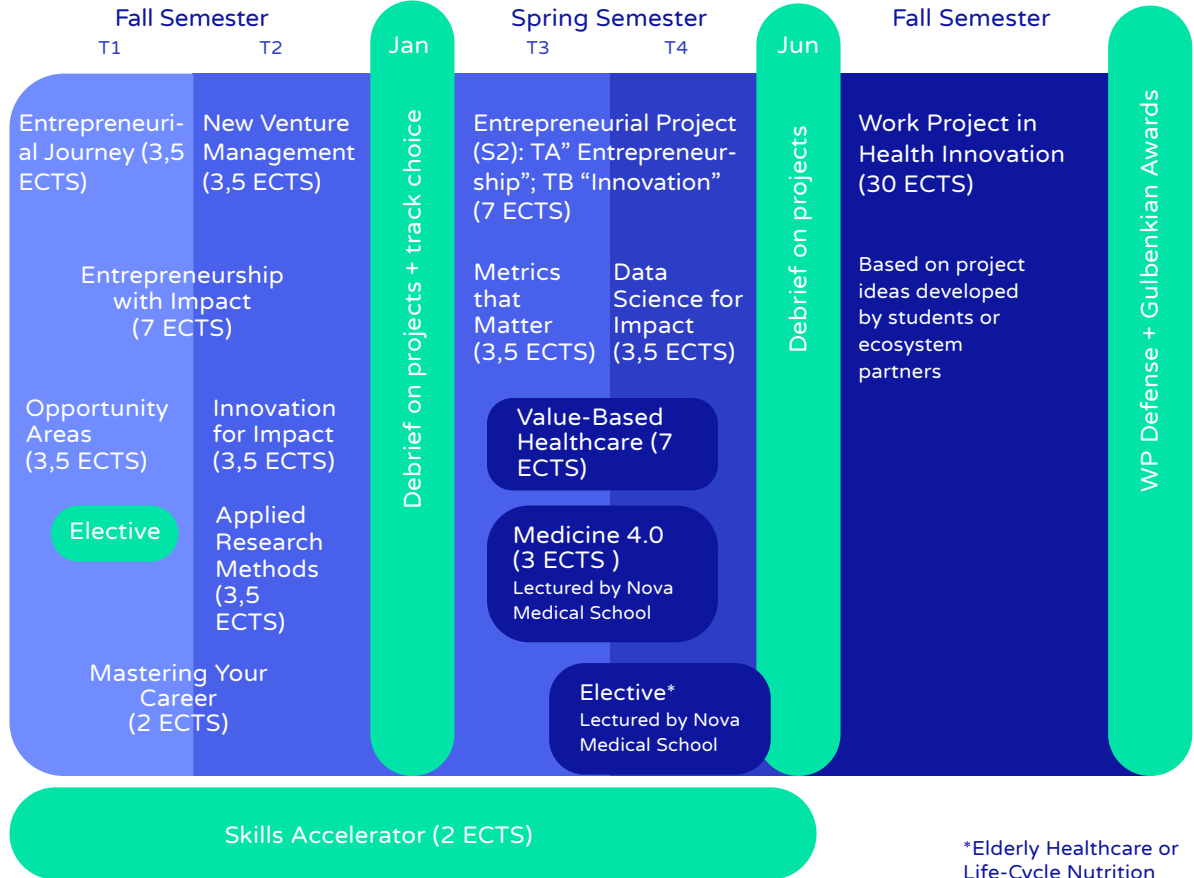 Fall Semester
T1
T2
Jan
Spring Semester
T3
T4
Jun
Fall Semester
Entrepreneuri-
al Journey (3,5
ECTS)
New Venture
Management
(3,5 ECTS)
Entrepreneurship
with Impact
(7 ECTS)
Opportunity
Areas
(3,5 ECTS)
Innovation
for Impact
(3,5 ECTS)
Elective
Applied
Research
Methods
(3,5
ECTS)
Mastering Your
Career
(2 ECTS)
Debrief on projects + track choice
Entrepreneurial Project
(S2): TA” Entrepreneur-
ship”; TB “Innovation”
(7 ECTS)
Metrics
that
Matter
(3,5 ECTS)
Data
Science for
Impact
(3,5 ECTS)
Value-Based
Healthcare (7
ECTS)
Medicine 4.0
(3 ECTS )
Lectured by Nova
Medical School
Elective*
Lectured by Nova
Medical School
Debrief on projects
Work Project in
Health Innovation
(30 ECTS)
Based on project
ideas developed
by students or
ecosystem
partners
WP Defense + Gulbenkian Awards
Skills Accelerator (2 ECTS)
*Elderly Healthcare or
Life-Cycle Nutrition